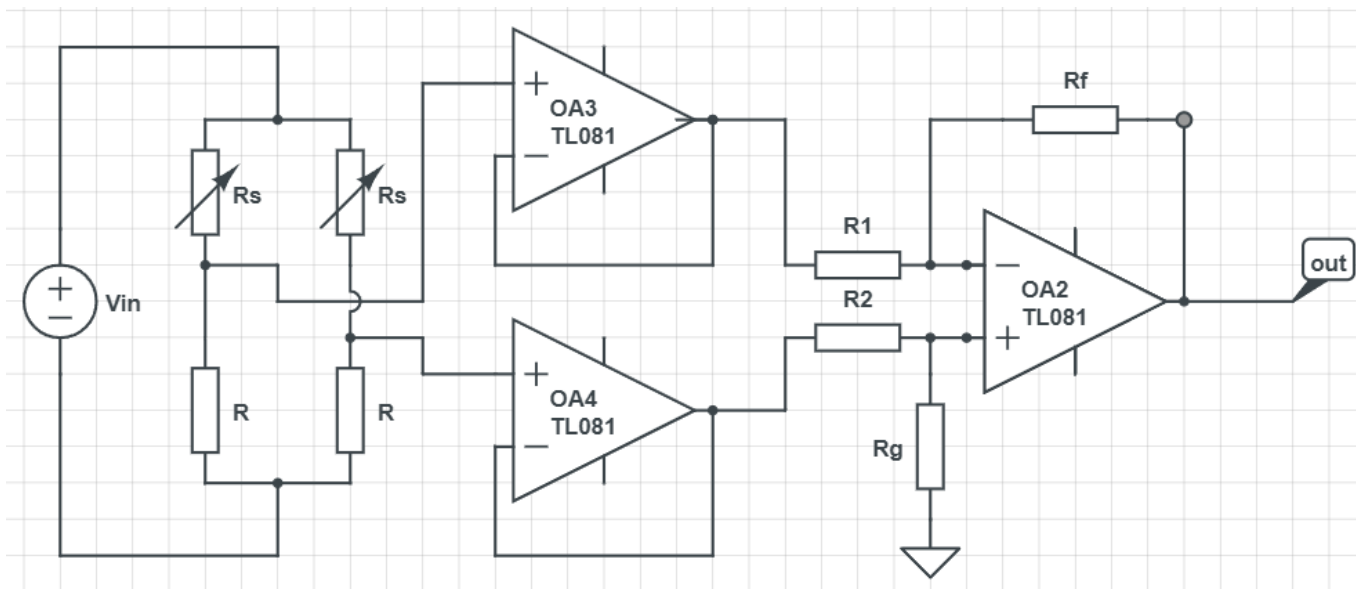 Vin
Rs
Rs
R
R
+
−
OA3
TL081
+
−
OA4
TL081
+
−
R1
R2
Rf
Rg
−
OA2
TL081
+
out